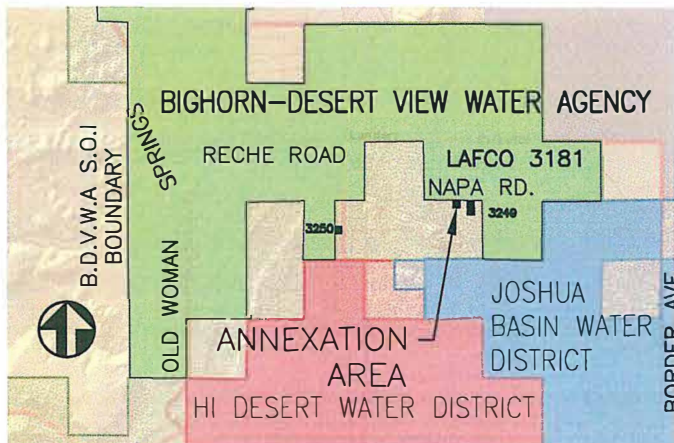 BIGHORN-DESERT VIEW WATER AGENCY
B.D.V.W.A S.O.I
BOUNDARY
OLD WOMAN SPRINGS
RECHE ROAD
LAFCO 3181
NAPA RD.
3250
3249
ANNEXATION
AREA
JOSHUA
BASIN WATER
DISTRICT
BORDER AVE
HI DESERT WATER DISTRICT